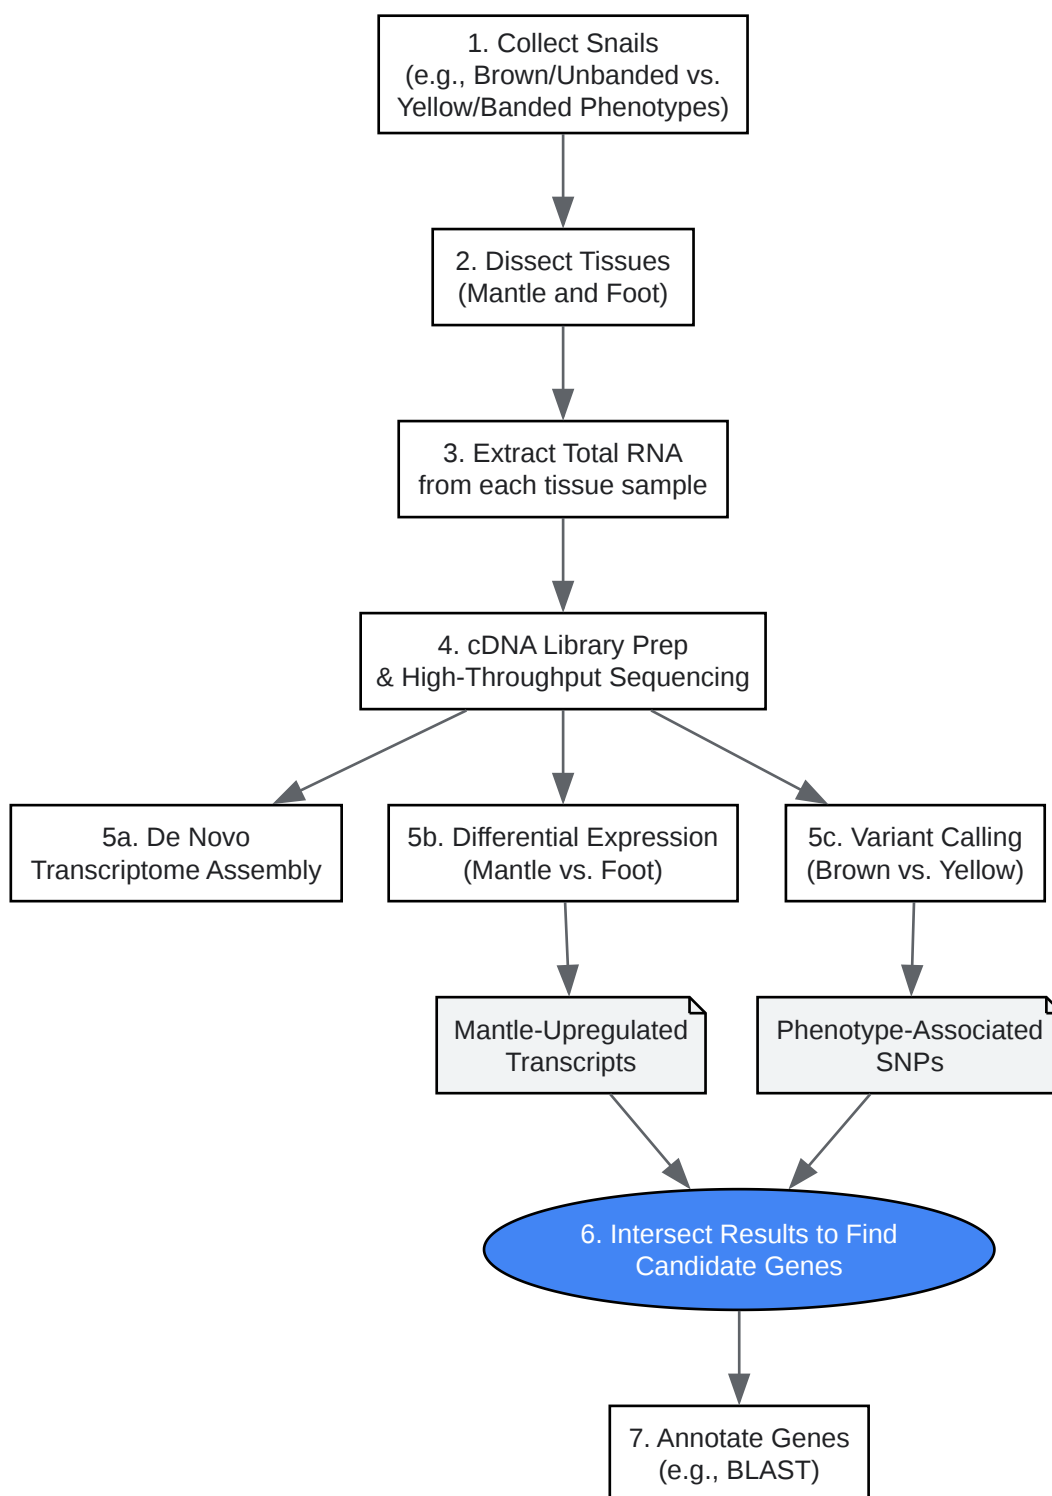 1. Collect Snails
(e.g., Brown/Unbanded vs.
Yellow/Banded Phenotypes)
2. Dissect Tissues
(Mantle and Foot)
3. Extract Total RNA
from each tissue sample
4. cDNA Library Prep
& High-Throughput Sequencing
5a. De Novo
Transcriptome Assembly
5b. Differential Expression
(Mantle vs. Foot)
5c. Variant Calling
(Brown vs. Yellow)
Mantle-Upregulated
Transcripts
Phenotype-Associated
SNPs
6. Intersect Results to Find
Candidate Genes
7. Annotate Genes
(e.g., BLAST)